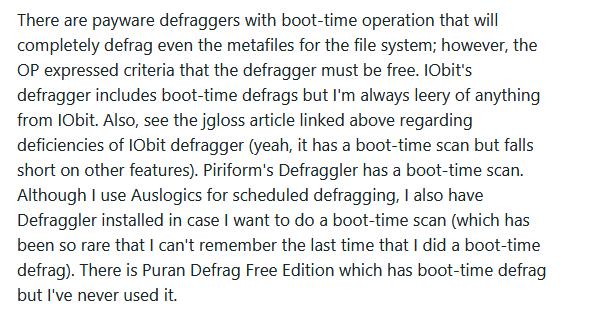 There are payware defraggers with boot-time operation that will
completely defrag even the metafiles for the file system; however, the
OP expressed criteria that the defragger must be free. IObit's
defragger includes boot-time defrags but I'm always leery of anything
from IObit. Also, see the jgloss article linked above regarding
deficiencies of IObit defragger (yeah, it has a boot-time scan but falls
short on other features). Piriform's Defraggler has a boot-time scan.
Although I use Auslogics for scheduled defragging, I also have
Defraggler installed in case I want to do a boot-time scan (which has
been so rare that I can't remember the last time that I did a boot-time
defrag). There is Puran Defrag Free Edition which has boot-time defrag
but I've never used it.